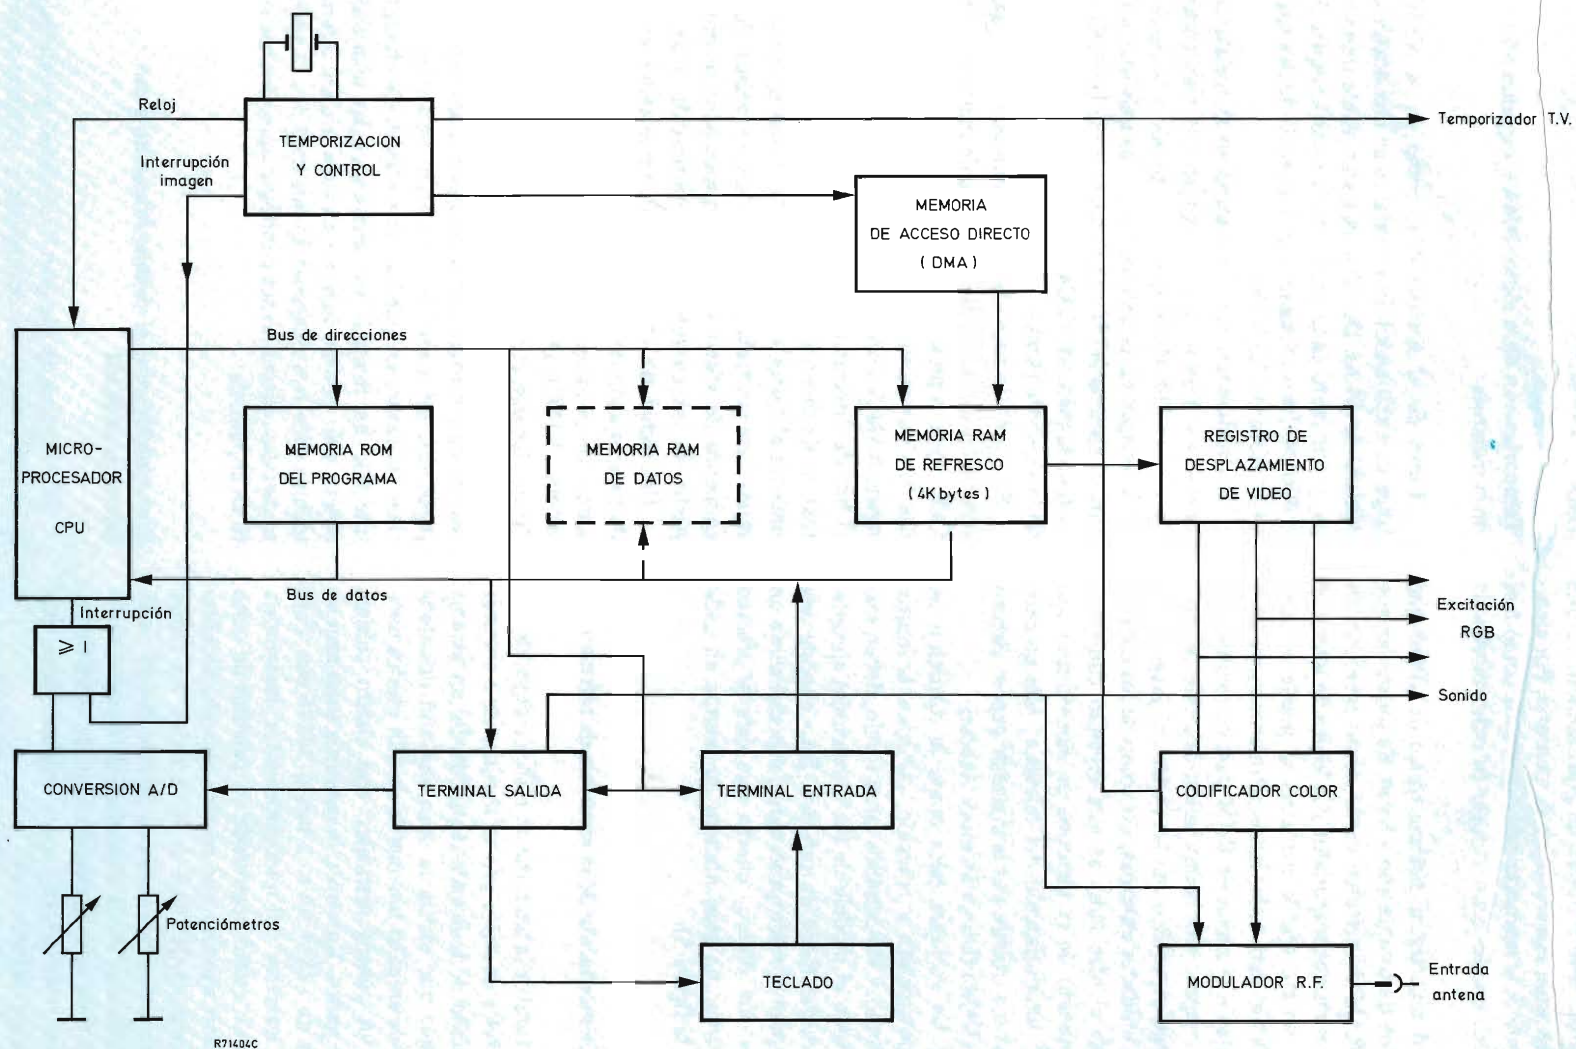 Reloj
TEMPORIZACION
Y CONTROL
Temporizador T.V.
Interrupción
imagen
MEMORIA
DE ACCESO DIRECTO
( DMA )
Bus de direcciones
MICRO-
PROCESADOR
CPU
MEMORIA ROM
DEL PROGRAMA
MEMORIA RAM
DE DATOS
MEMORIA RAM
DE REFRESCO
( 4K bytes )
REGISTRO DE
DESPLAZAMIENTO
DE VIDEO
Bus de datos
Interrupción
≥ 1
Excitación
RGB
Sonido
CONVERSION A/D
TERMINAL SALIDA
TERMINAL ENTRADA
CODIFICADOR COLOR
Potenciómetros
TECLADO
MODULADOR R.F.
Entrada
antena
R71404C